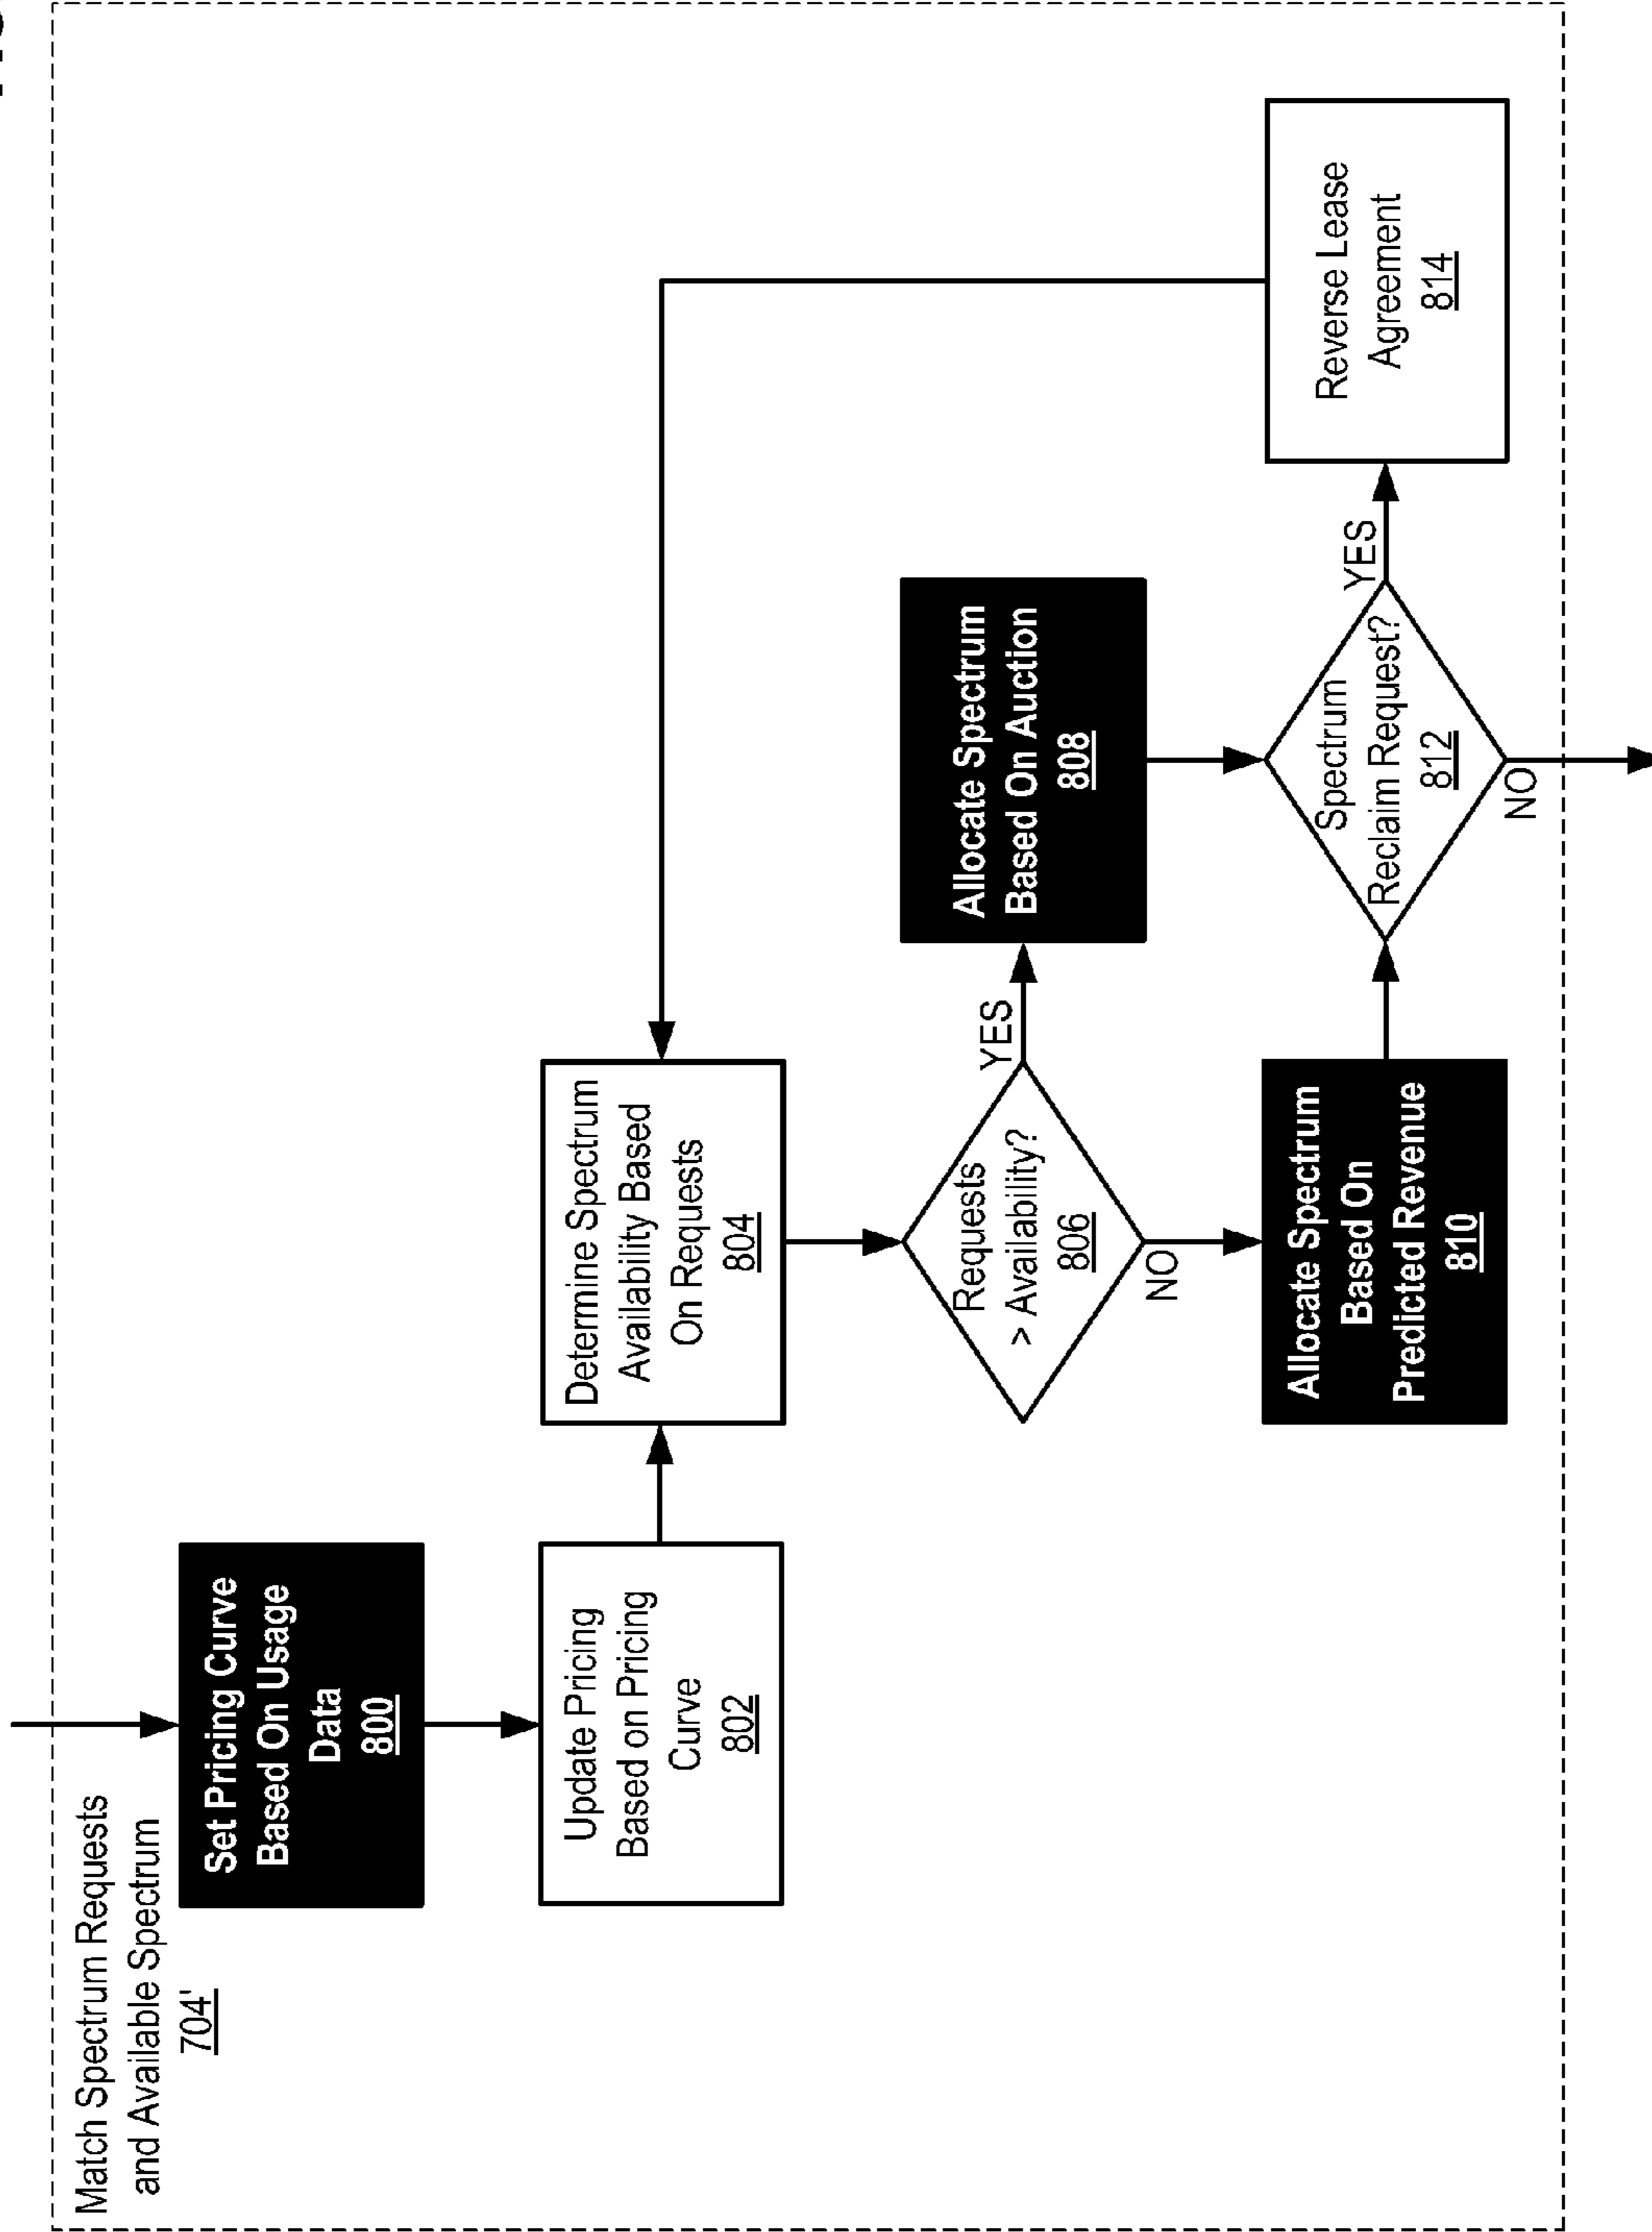 Match Spectrum Requests
and Available Spectrum
704'
Set Pricing Curve
Based On Usage
Data
800
Update Pricing
Based on Pricing
Curve
802
Determine Spectrum
Availability Based
On Requests
804
Requests
> Availability?
806
YES
NO
Allocate Spectrum
Based On Auction
808
Allocate Spectrum
Based On
Predicted Revenue
810
Spectrum
Reclaim Request?
812
YES
NO
Reverse Lease
Agreement
814